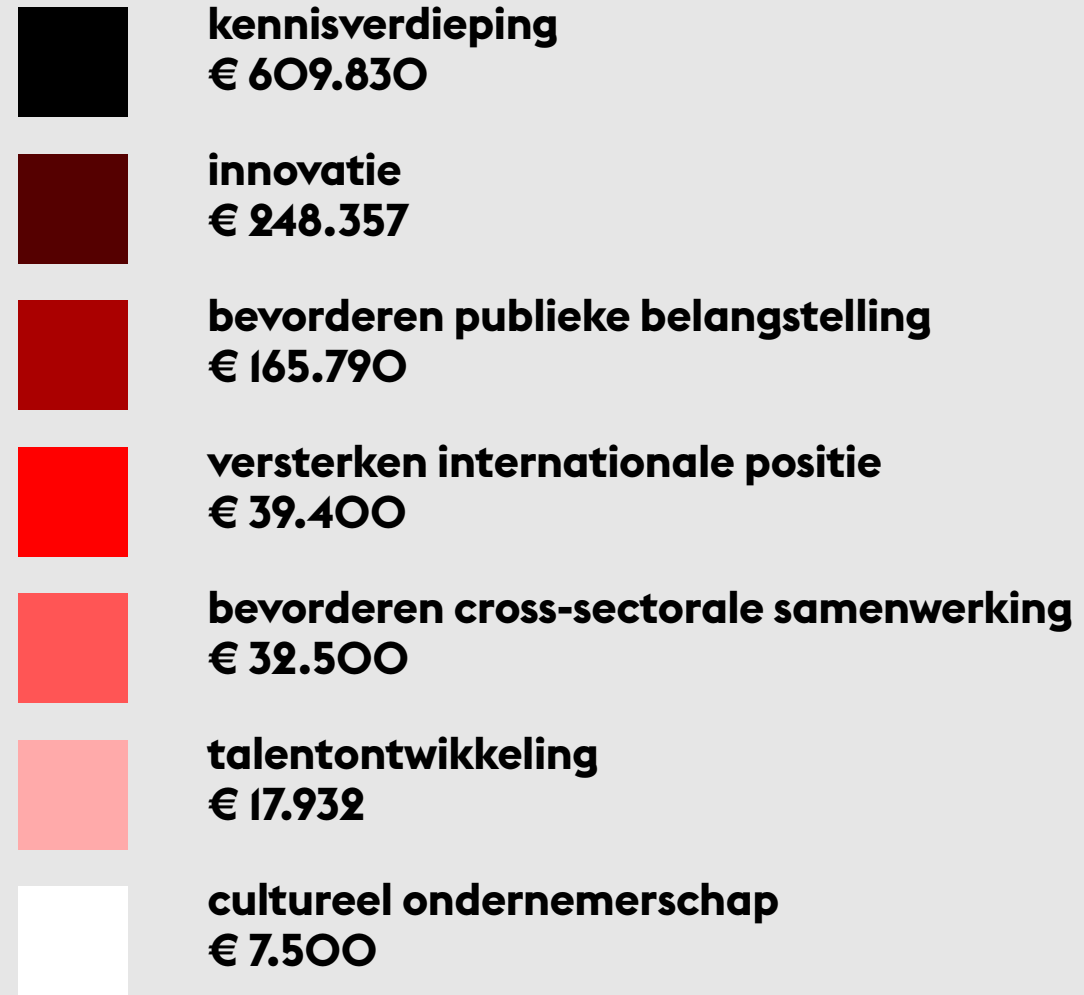 kennisverdieping
€ 609.830
innovatie
€ 248.357
bevorderen publieke belangstelling
€ 165.790
versterken internationale positie
€ 39.400
bevorderen cross-sectorale samenwerking
€ 32.500
talentontwikkeling
€ 17.932
cultureel ondernemerschap
€ 7.500